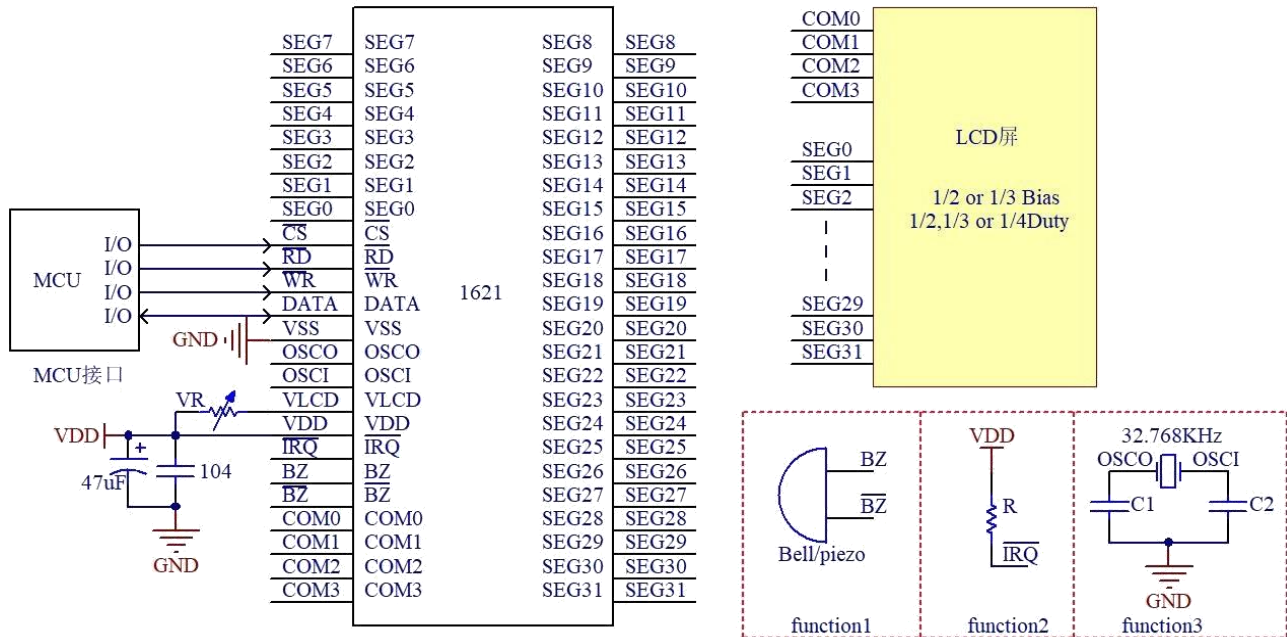 SEG7 SEG7 SEG8 SEG8
SEG6 SEG6 SEG9 SEG9
SEG5 SEG5 SEG10 SEG10
SEG4 SEG4 SEG11 SEG11
SEG3 SEG3 SEG12 SEG12
SEG2 SEG2 SEG13 SEG13
SEG1 SEG1 SEG14 SEG14
SEG0 SEG0 SEG15 SEG15
I/O CS CS SEG16 SEG16
I/O RD RD SEG17 SEG17
MCU
I/O WR WR SEG18 SEG18
1621
I/O DATA DATA SEG19 SEG19
GND VSS VSS SEG20 SEG20
OSCO OSCO SEG21 SEG21
MCU接口
OSCI OSCI SEG22 SEG22
VR VLCD VLCD SEG23 SEG23
VDD VDD VDD SEG24 SEG24
+
IRQ IRQ SEG25 SEG25
47uF 104
BZ BZ SEG26 SEG26
BZ BZ SEG27 SEG27
COM0 COM0 SEG28 SEG28
COM1 COM1 SEG29 SEG29
GND
COM2 COM2 SEG30 SEG30
COM3 COM3 SEG31 SEG31
COM0
COM1
COM2
COM3
LCD屏
SEG0
SEG1
SEG2
1/2 or 1/3 Bias
1/2,1/3 or 1/4Duty
SEG29
SEG30
SEG31
BZ
BZ
Bell/piezo
function1
VDD
R
IRQ
function2
32.768KHz
OSCO OSCI
C1 C2
GND
function3